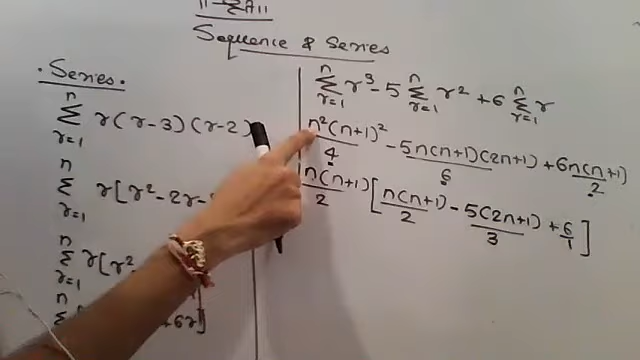 Sequence & Series
. Series.
n Σ r=1 r(r-3)(r-2)
n Σ r=1 r[r²-2r-
n Σ r=1 r[r²
n Σ +6r]
n Σ r=1 r³ - 5 n Σ r=1 r² + 6 n Σ r=1 r
n²(n+1)²/4 - 5n(n+1)(2n+1)/6 + 6n(n+1)/2
n(n+1)/2 [n(n+1)/2 - 5(2n+1)/3 + 6/1]